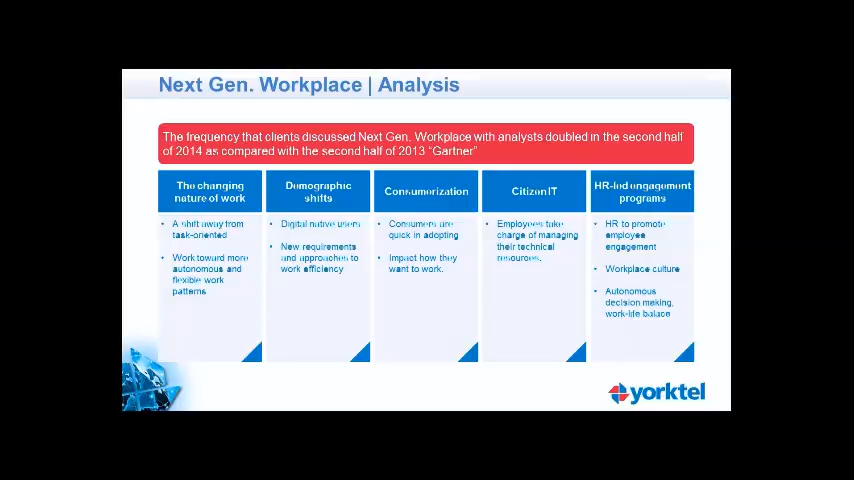 Next Gen. Workplace | Analysis
The frequency that clients discussed Next Gen. Workplace with analysts doubled in the second half
of 2014 as compared with the second half of 2013 “Gartner”
The changing
nature of work
• A shift away from
task-oriented
• Work toward more
autonomous and
flexible work
patterns
Demographic
shifts
• Digital native users
• New requirements
and approaches to
work efficiency
Consumorization
• Consumers are
quick in adopting
• Impact how they
want to work.
Citizen IT
• Employees take
charge of managing
their technical
resources.
HR-led engagement
programs
• HR to promote
employee
engagement
• Workplace culture
• Autonomous
decision making,
work-life balace
yorktel